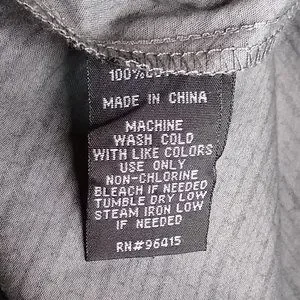 100%
MADE IN CHINA
MACHINE
WASH COLD
WITH LIKE COLORS
USE ONLY
NON-CHLORINE
BLEACH IF NEEDED
TUMBLE DRY LOW
STEAM IRON LOW
IF NEEDED
RN#96415